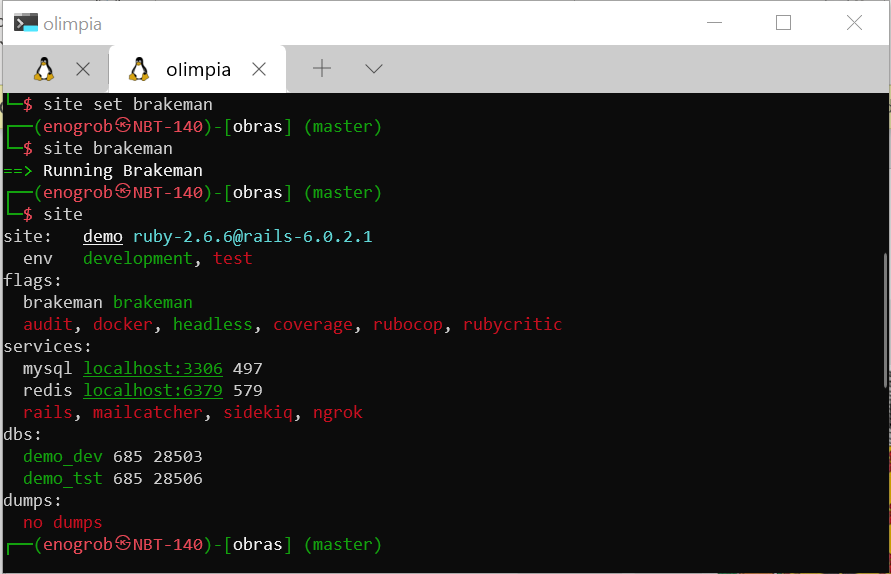 olimpia
olimpia
└─$ site set brakeman
┌──(enogrob㉿NBT-140)-[obras] (master)
└─$ site brakeman
==> Running Brakeman
┌──(enogrob㉿NBT-140)-[obras] (master)
└─$ site
site:   demo ruby-2.6.6@rails-6.0.2.1
  env   development, test
flags:
  brakeman brakeman
  audit, docker, headless, coverage, rubocop, rubycritic
services:
  mysql localhost:3306 497
  redis localhost:6379 579
  rails, mailcatcher, sidekiq, ngrok
dbs:
  demo_dev 685 28503
  demo_tst 685 28506
dumps:
  no dumps
┌──(enogrob㉿NBT-140)-[obras] (master)